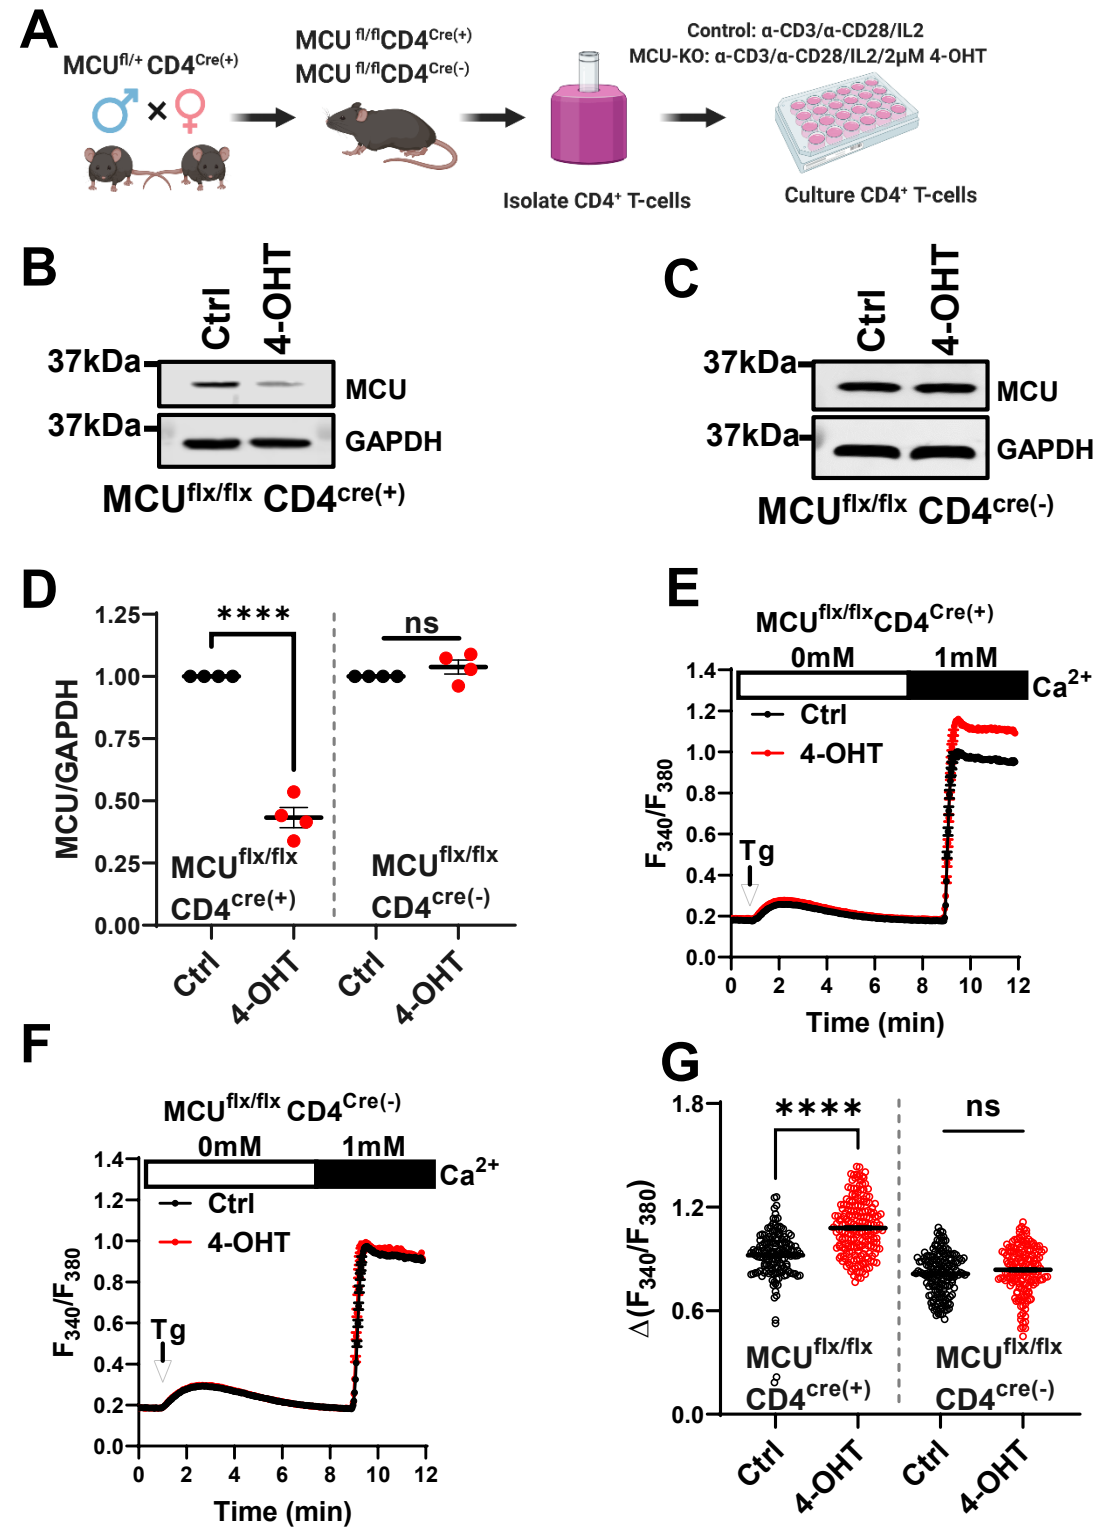 A
MCUfl/+ CD4Cre(+)
MCU fl/flCD4Cre(+)
MCU fl/flCD4Cre(-)
Control: α-CD3/α-CD28/IL2
MCU-KO: α-CD3/α-CD28/IL2/2μM 4-OHT
Isolate CD4+ T-cells
Culture CD4+ T-cells
B
Ctrl
4-OHT
37kDa
MCU
37kDa
GAPDH
MCUflx/flx CD4cre(+)
C
Ctrl
4-OHT
37kDa
MCU
37kDa
GAPDH
MCUflx/flx CD4cre(-)
D
MCU/GAPDH
1.25
1.00
0.75
0.50
0.25
0.00
****
ns
MCUflx/flx
CD4cre(+)
MCUflx/flx
CD4cre(-)
Ctrl
4-OHT
Ctrl
4-OHT
E
MCUflx/flxCD4Cre(+)
0mM 1mM
Ca2+
Ctrl
4-OHT
F340/F380
1.4
1.2
1.0
0.8
0.6
0.4
0.2
0.0
Tg
0 2 4 6 8 10 12
Time (min)
F
MCUflx/flx CD4Cre(-)
0mM 1mM
Ca2+
Ctrl
4-OHT
F340/F380
1.4
1.2
1.0
0.8
0.6
0.4
0.2
0.0
Tg
0 2 4 6 8 10 12
Time (min)
G
Δ(F340/F380)
1.8
1.2
0.6
0.0
****
ns
MCUflx/flx
CD4cre(+)
MCUflx/flx
CD4cre(-)
Ctrl
4-OHT
Ctrl
4-OHT